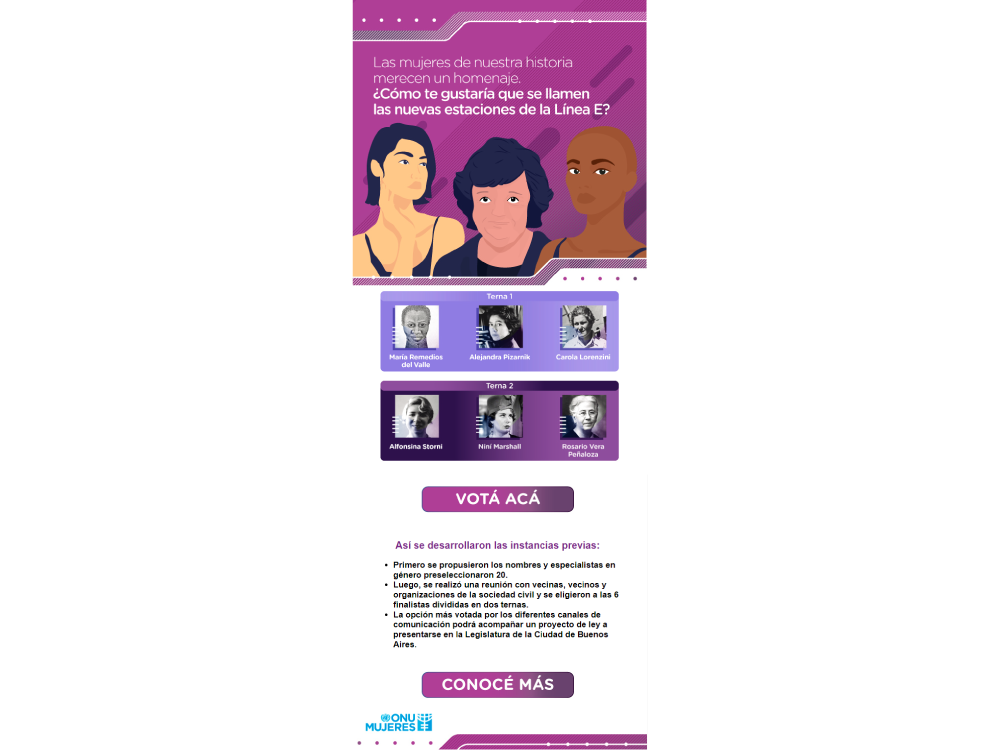 Las mujeres de nuestra historia
merecen un homenaje.
¿Cómo te gustaría que se llamen
las nuevas estaciones de la Línea E?
Terna 1
María Remedios
del Valle
Alejandra Pizarnik
Carola Lorenzini
Terna 2
Alfonsina Storni
Niní Marshall
Rosario Vera
Peñaloza
VOTÁ ACÁ
Así se desarrollaron las instancias previas:
• Primero se propusieron los nombres y especialistas en
género preseleccionaron 20.
• Luego, se realizó una reunión con vecinas, vecinos y
organizaciones de la sociedad civil y se eligieron a las 6
finalistas divididas en dos ternas.
• La opción más votada por los diferentes canales de
comunicación podrá acompañar un proyecto de ley a
presentarse en la Legislatura de la Ciudad de Buenos
Aires.
CONOCÉ MÁS
ONU
MUJERES